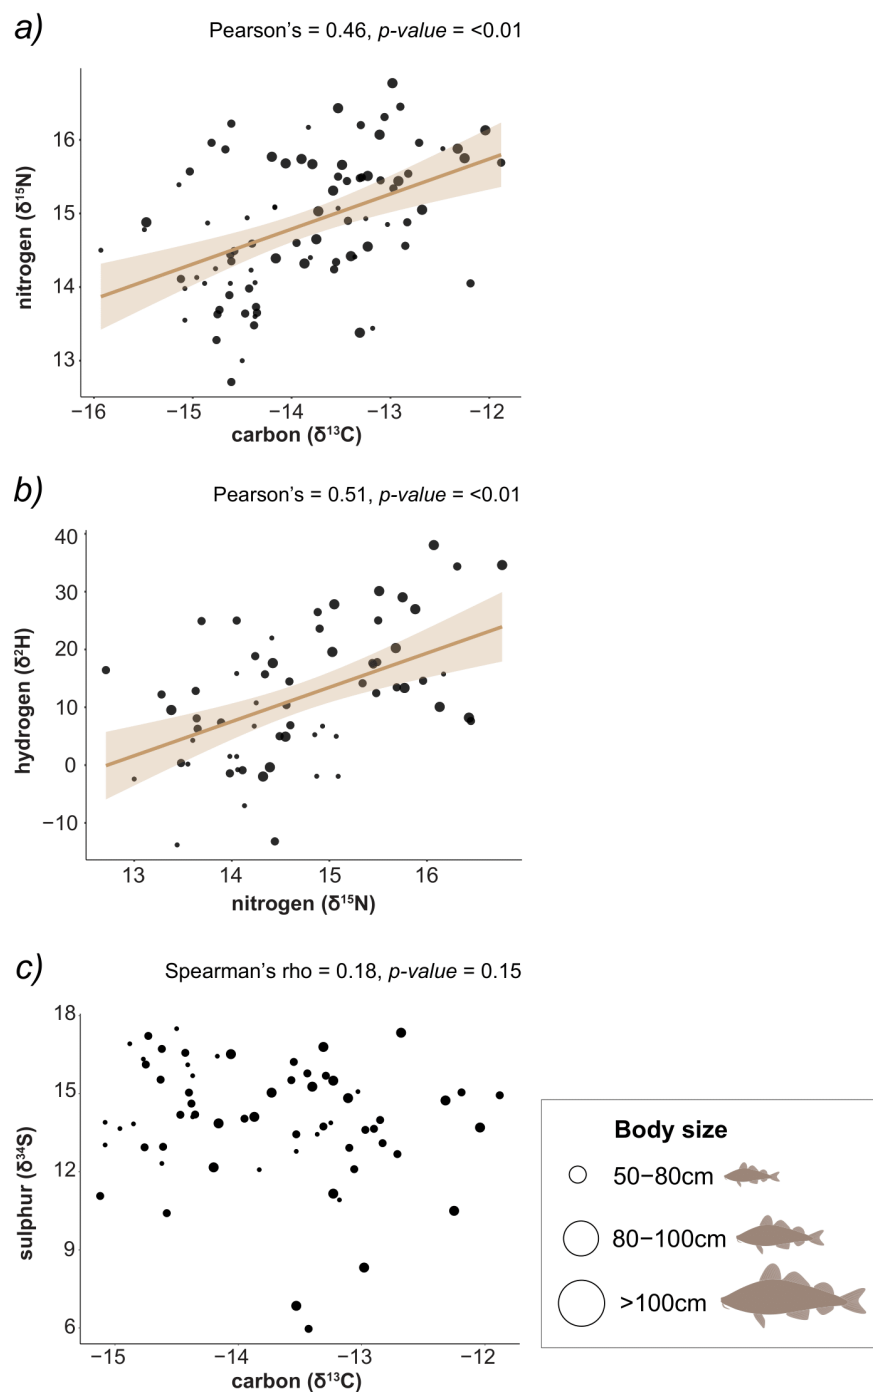 a)
Pearson's = 0.46, p-value = <0.01
16
15
14
13
nitrogen (δ¹⁵N)
−16 −15 −14 −13 −12
carbon (δ¹³C)
b)
Pearson's = 0.51, p-value = <0.01
40
30
20
10
0
−10
hydrogen (δ²H)
13 14 15 16
nitrogen (δ¹⁵N)
c)
Spearman's rho = 0.18, p-value = 0.15
18
15
12
9
6
sulphur (δ³⁴S)
−15 −14 −13 −12
carbon (δ¹³C)
Body size
50−80cm
80−100cm
>100cm